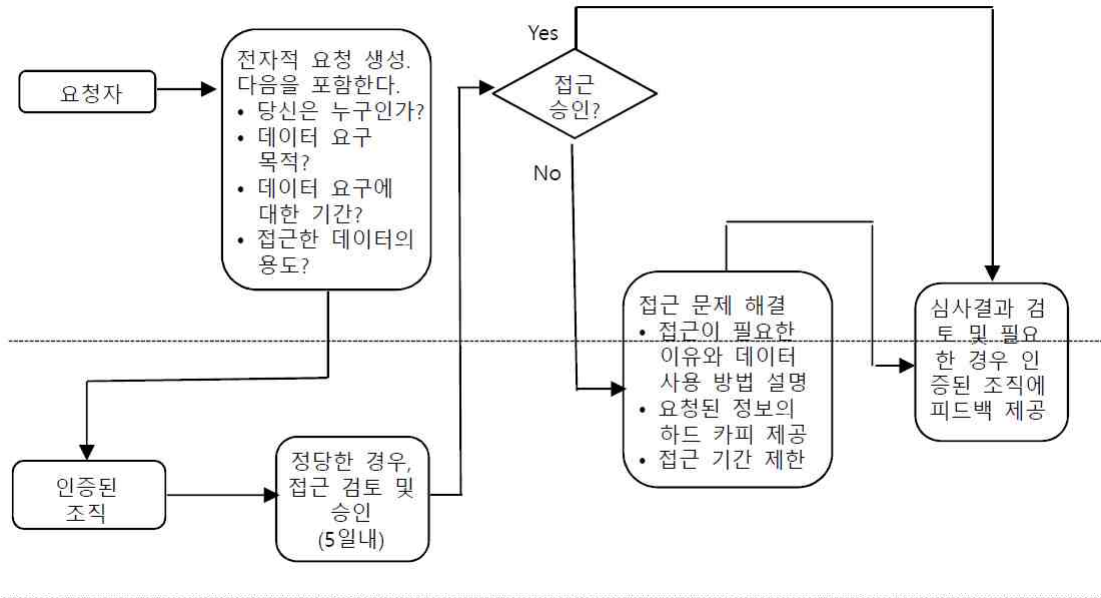 요청자
전자적 요청 생성.
다음을 포함한다.
• 당신은 누구인가?
• 데이터 요구
목적?
• 데이터 요구에
대한 기간?
• 접근한 데이터의
용도?
Yes
접근
승인?
No
접근 문제 해결
• 접근이 필요한
이유와 데이터
사용 방법 설명
• 요청된 정보의
하드 카피 제공
• 접근 기간 제한
심사결과 검
토 및 필요
한 경우 인
증된 조직에
피드백 제공
인증된
조직
정당한 경우,
접근 검토 및
승인
(5일내)